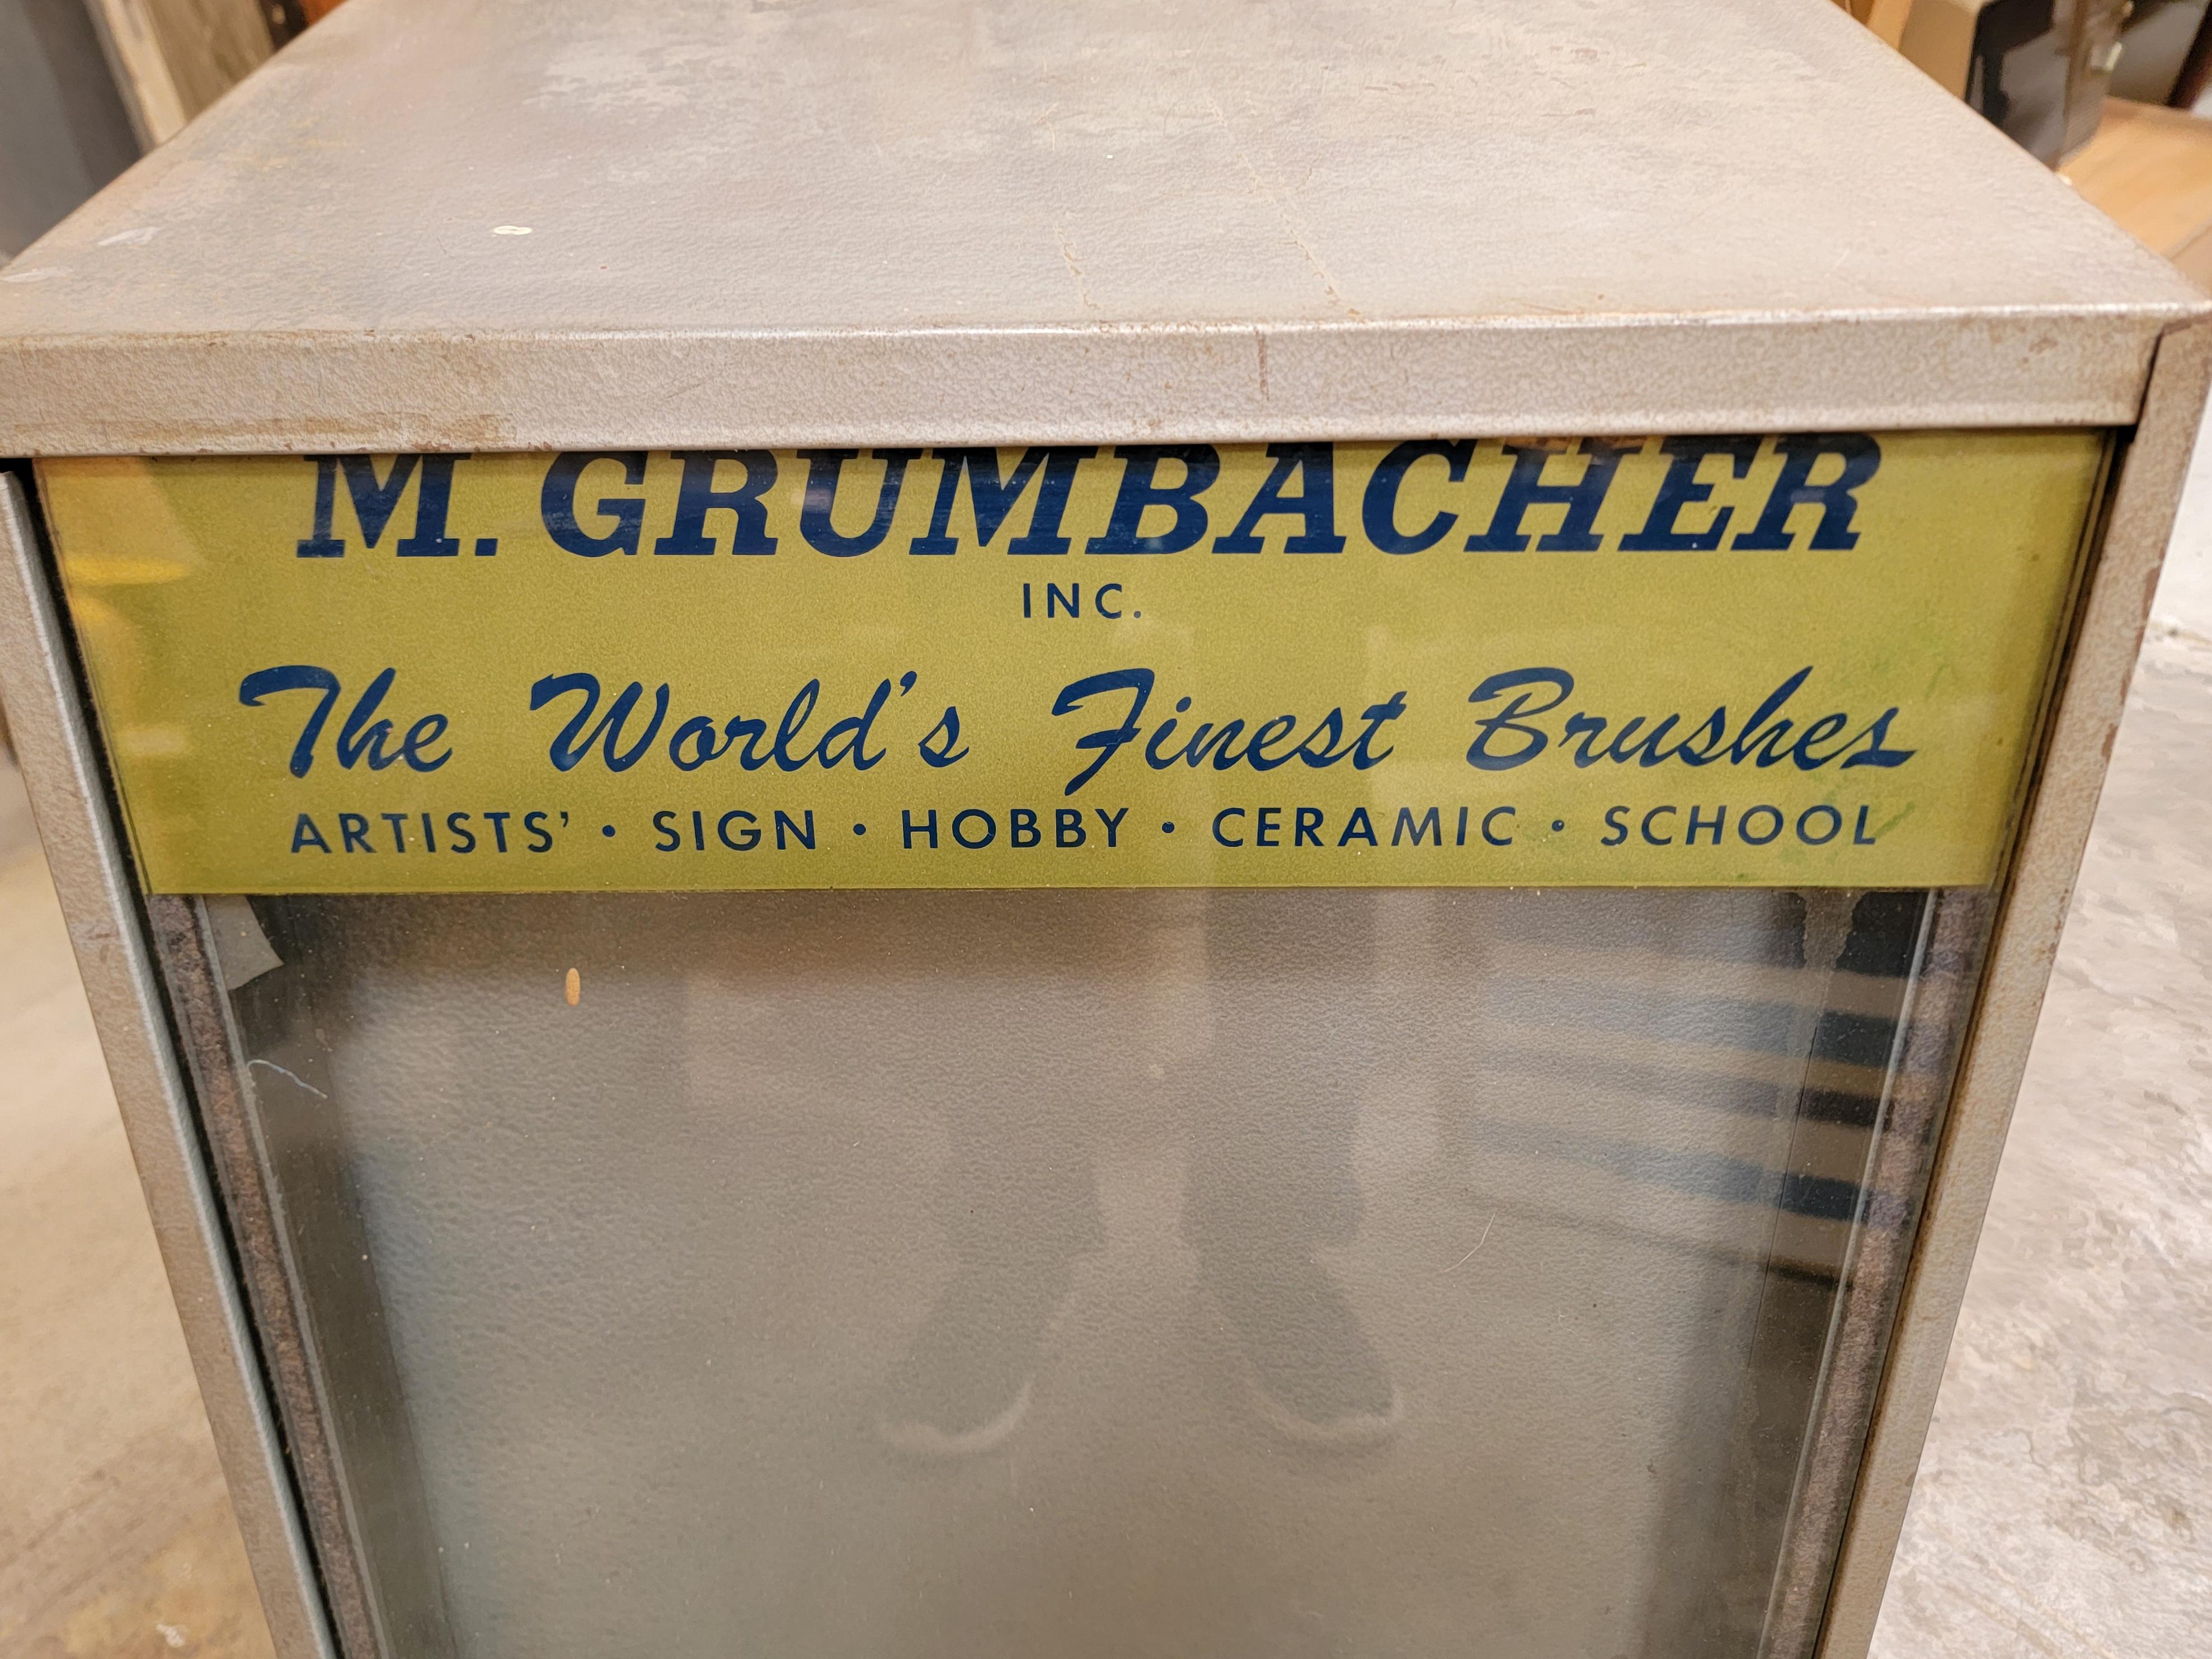 M. GRUMBACHER
INC.
The World's Finest Brushes
ARTISTS' • SIGN • HOBBY • CERAMIC • SCHOOL